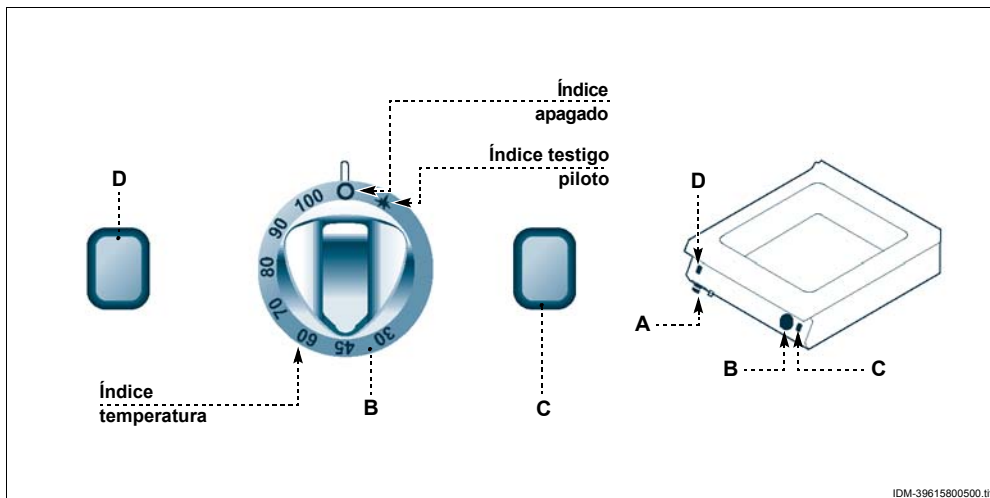 Índice
apagado
Índice testigo
piloto
D
D
100
90
80
70
60
45
30
A
B
C
Índice
temperatura
B
C
IDM-39615800500.ti